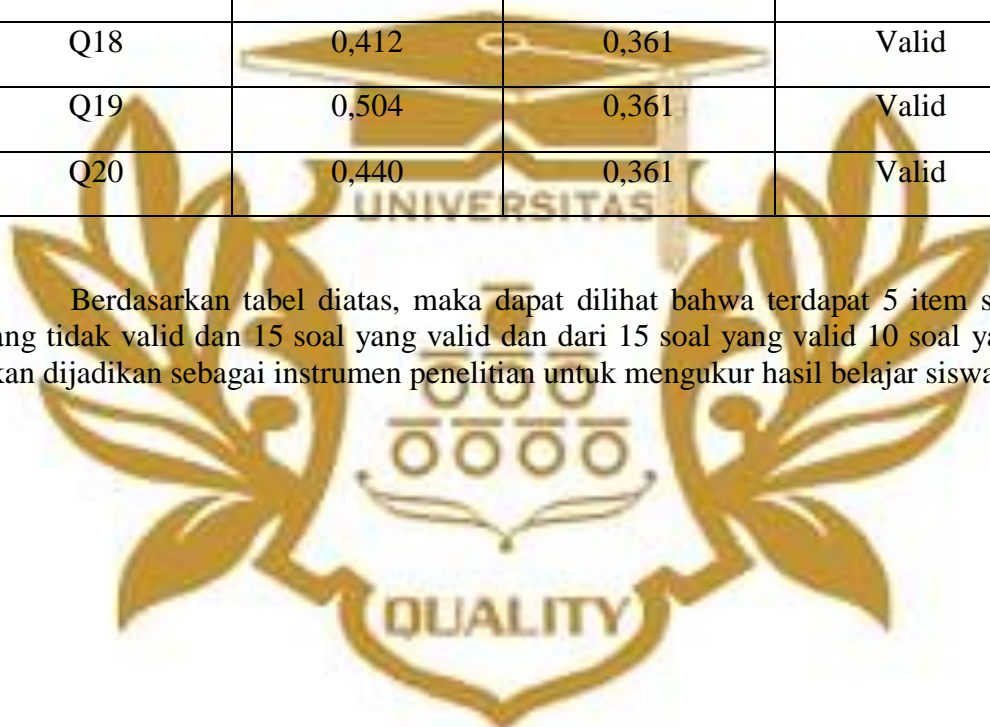 Q18 0,412 0,361 Valid
Q19 0,504 0,361 Valid
Q20 0,440 0,361 Valid
UNIVERSITAS
Berdasarkan tabel diatas, maka dapat dilihat bahwa terdapat 5 item s
ang tidak valid dan 15 soal yang valid dan dari 15 soal yang valid 10 soal ya
kan dijadikan sebagai instrumen penelitian untuk mengukur hasil belajar siswa
QUALITY